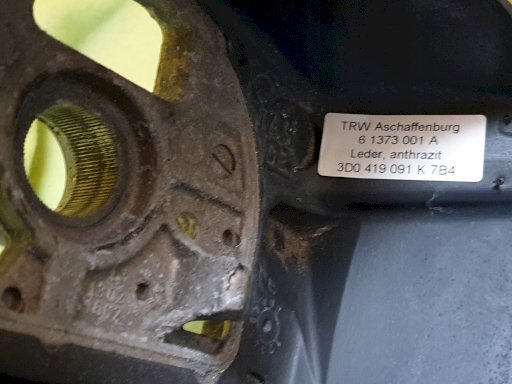 TRW Aschaffenburg
6 1373 001 A
Leder, anthrazit
3D0 419 091 K 7B4